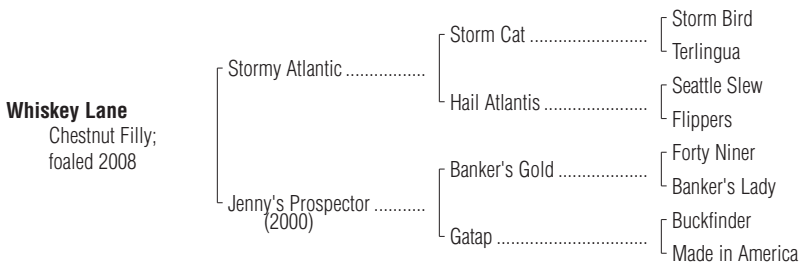 Whiskey Lane
Chestnut Filly;
foaled 2008
Stormy Atlantic .................
Jenny's Prospector ...........
(2000)
Storm Cat .........................
Hail Atlantis ......................
Banker's Gold ...................
Gatap ................................
Storm Bird
Terlingua
Seattle Slew
Flippers
Forty Niner
Banker's Lady
Buckfinder
Made in America